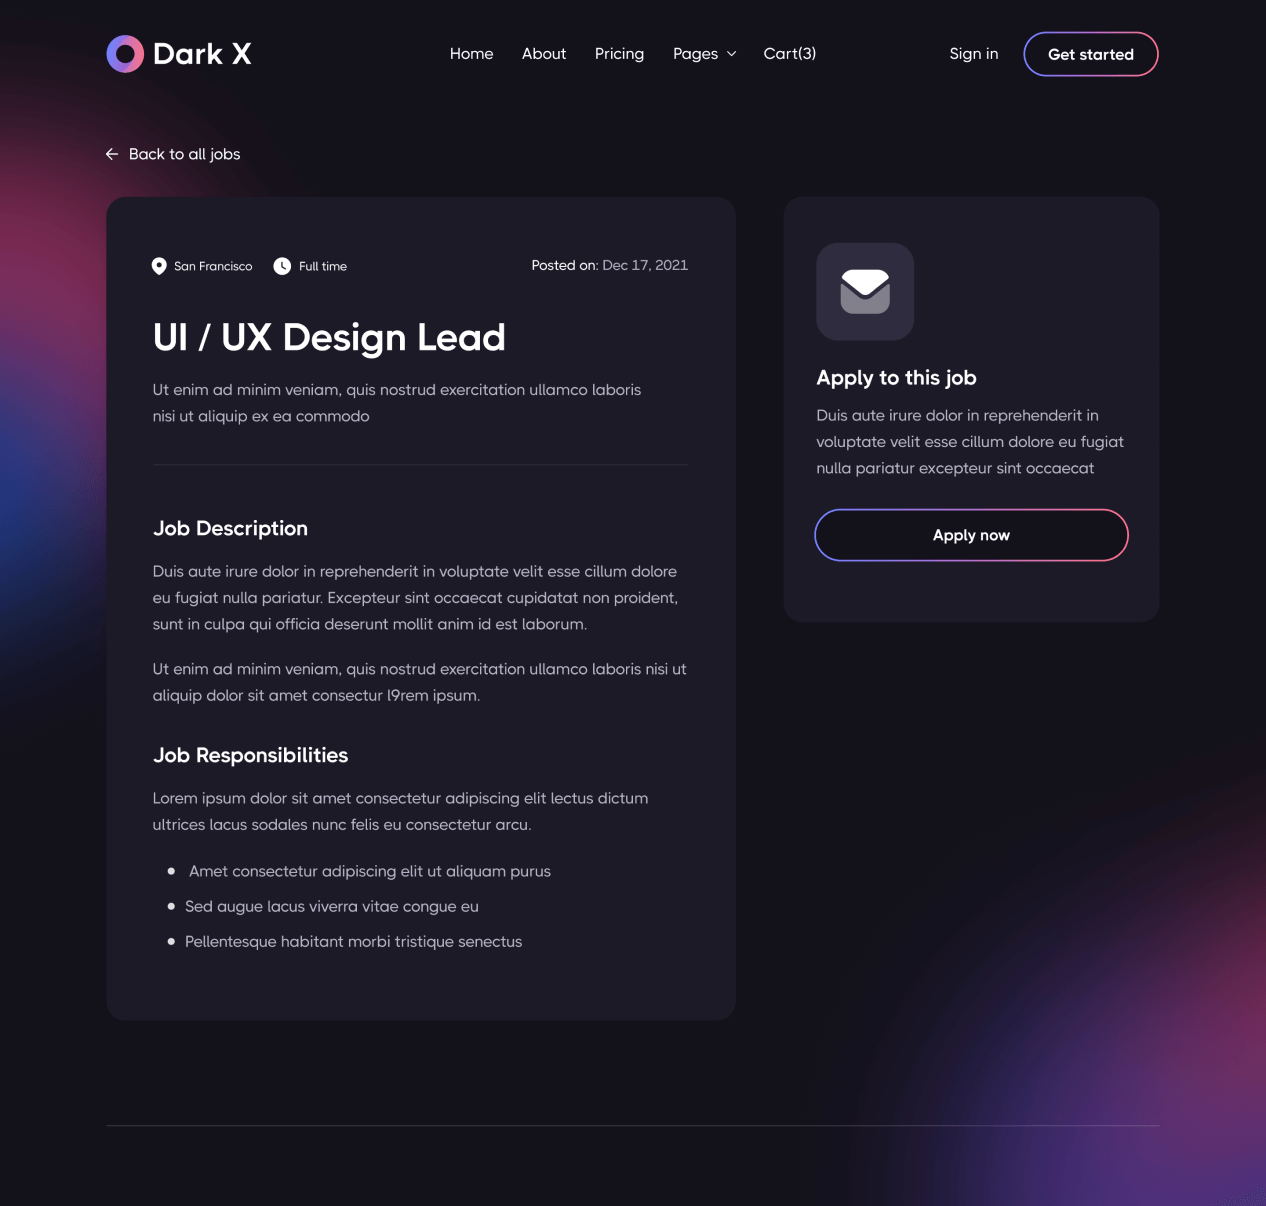 Dark X
Home About Pricing Pages Cart(3)
Sign in
Get started
Back to all jobs
San Francisco
Full time
Posted on: Dec 17, 2021
UI / UX Design Lead
Ut enim ad minim veniam, quis nostrud exercitation ullamco laboris
nisi ut aliquip ex ea commodo
Job Description
Duis aute irure dolor in reprehenderit in voluptate velit esse cillum dolore
eu fugiat nulla pariatur. Excepteur sint occaecat cupidatat non proident,
sunt in culpa qui officia deserunt mollit anim id est laborum.
Ut enim ad minim veniam, quis nostrud exercitation ullamco laboris nisi ut
aliquip dolor sit amet consectur l9rem ipsum.
Job Responsibilities
Lorem ipsum dolor sit amet consectetur adipiscing elit lectus dictum
ultrices lacus sodales nunc felis eu consectetur arcu.
Amet consectetur adipiscing elit ut aliquam purus
Sed augue lacus viverra vitae congue eu
Pellentesque habitant morbi tristique senectus
Apply to this job
Duis aute irure dolor in reprehenderit in
voluptate velit esse cillum dolore eu fugiat
nulla pariatur excepteur sint occaecat
Apply now